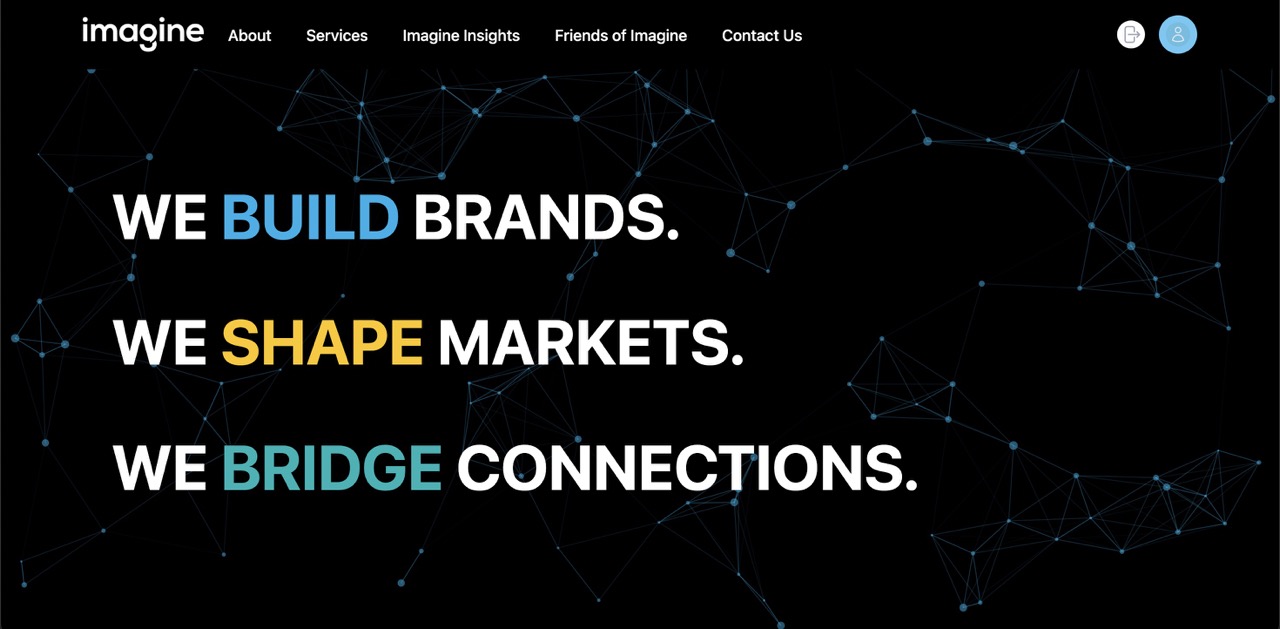 imagine About Services Imagine Insights Friends of Imagine Contact Us
WE BUILD BRANDS.
WE SHAPE MARKETS.
WE BRIDGE CONNECTIONS.